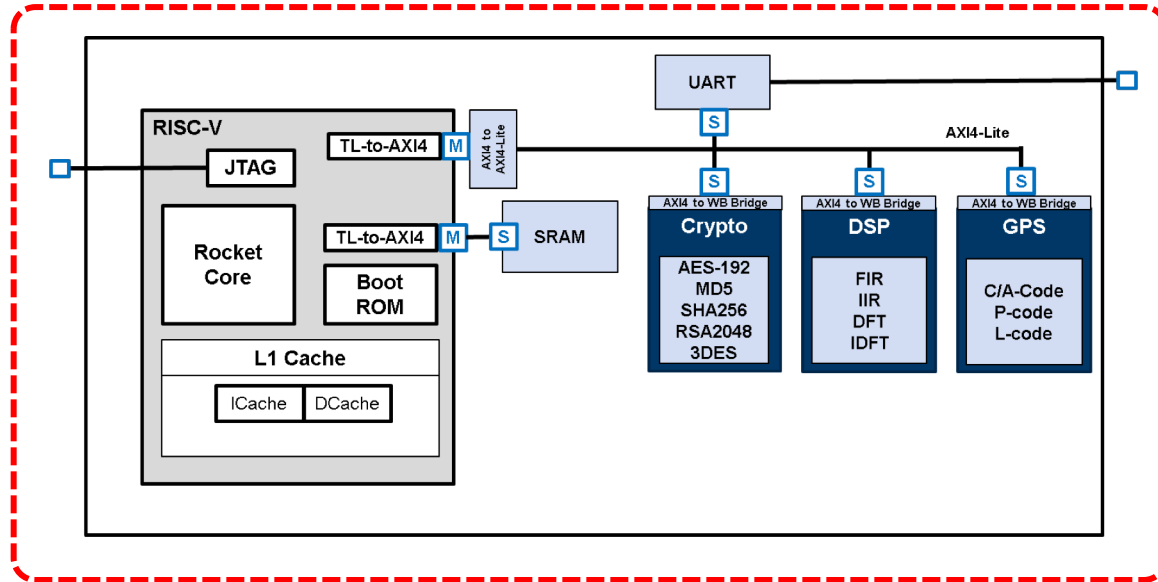 UART
S
RISC-V
TL-to-AXI4
M
AXI4 to
AXI4-Lite
AXI4-Lite
JTAG
S
S
S
AXI4 to WB Bridge
AXI4 to WB Bridge
AXI4 to WB Bridge
Crypto
DSP
GPS
TL-to-AXI4
M
S
SRAM
Rocket
Core
Boot
ROM
AES-192
MD5
SHA256
RSA2048
3DES
FIR
IIR
DFT
IDFT
C/A-Code
P-code
L-code
L1 Cache
ICache
DCache